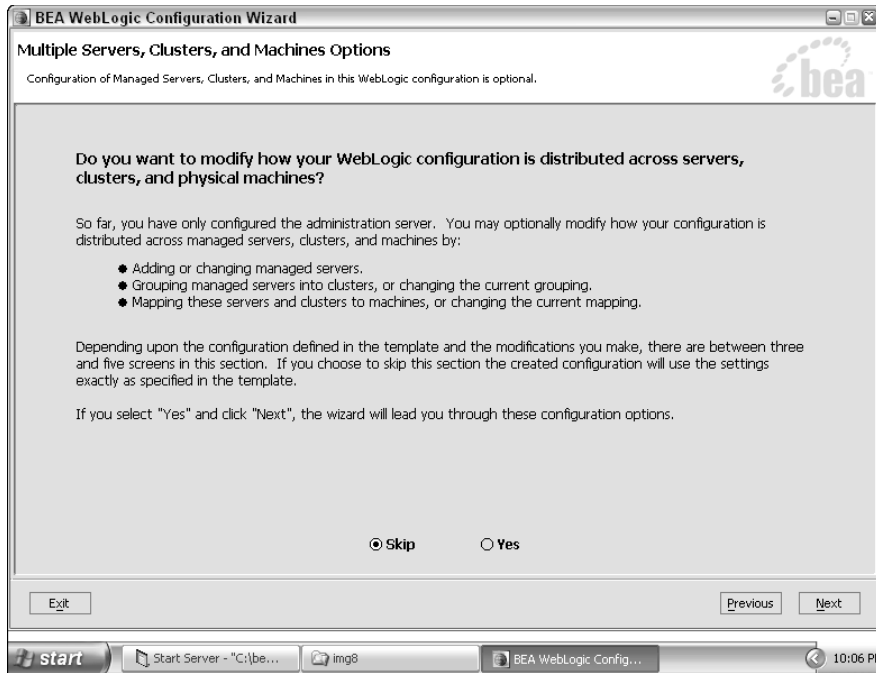 BEA WebLogic Configuration Wizard
Multiple Servers, Clusters, and Machines Options
Configuration of Managed Servers, Clusters, and Machines in this WebLogic configuration is optional.
bea
Do you want to modify how your WebLogic configuration is distributed across servers,
clusters, and physical machines?
So far, you have only configured the administration server. You may optionally modify how your configuration is
distributed across managed servers, clusters, and machines by:
● Adding or changing managed servers.
● Grouping managed servers into clusters, or changing the current grouping.
● Mapping these servers and clusters to machines, or changing the current mapping.
Depending upon the configuration defined in the template and the modifications you make, there are between three
and five screens in this section. If you choose to skip this section the created configuration will use the settings
exactly as specified in the template.
If you select "Yes" and click "Next", the wizard will lead you through these configuration options.
Skip Yes
Exit Previous Next
start Start Server - "C:\be... img8 BEA WebLogic Config... 10:06 P